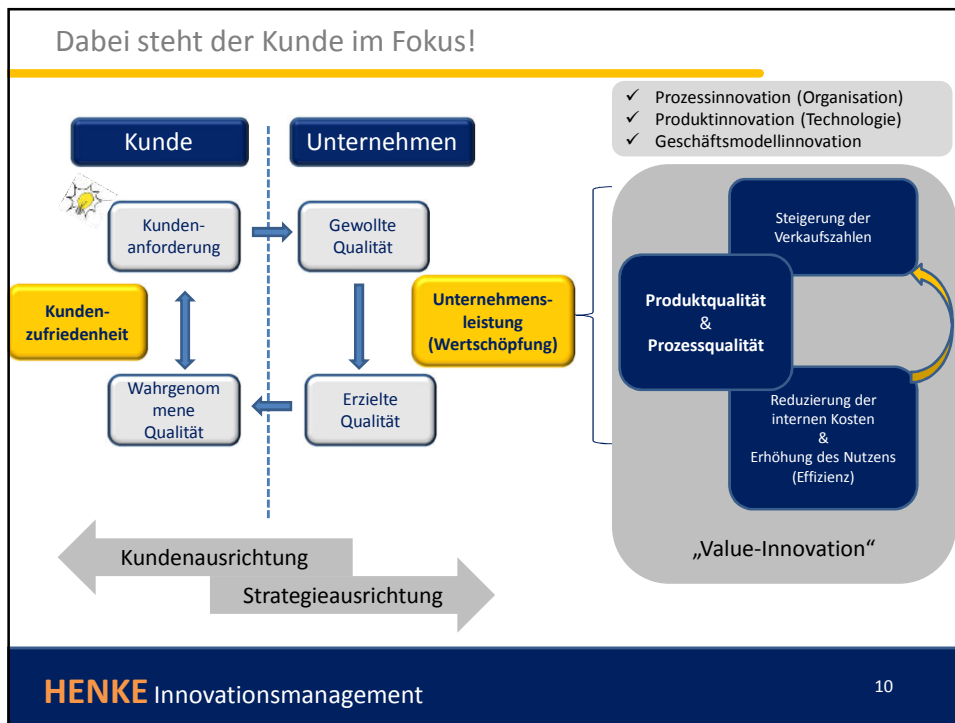 Dabei steht der Kunde im Fokus!
✓ Prozessinnovation (Organisation)
✓ Produktinnovation (Technologie)
✓ Geschäftsmodellinnovation
Kunde
Unternehmen
Kunden-
anforderung
Gewollte
Qualität
Kunden-
zufriedenheit
Wahrgenom
mene
Qualität
Erzielte
Qualität
Unternehmens-
leistung
(Wertschöpfung)
Steigerung der
Verkaufszahlen
Produktqualität
&
Prozessqualität
Reduzierung der
internen Kosten
&
Erhöhung des Nutzens
(Effizienz)
„Value-Innovation“
Kundenausrichtung
Strategieausrichtung
HENKE Innovationsmanagement
10